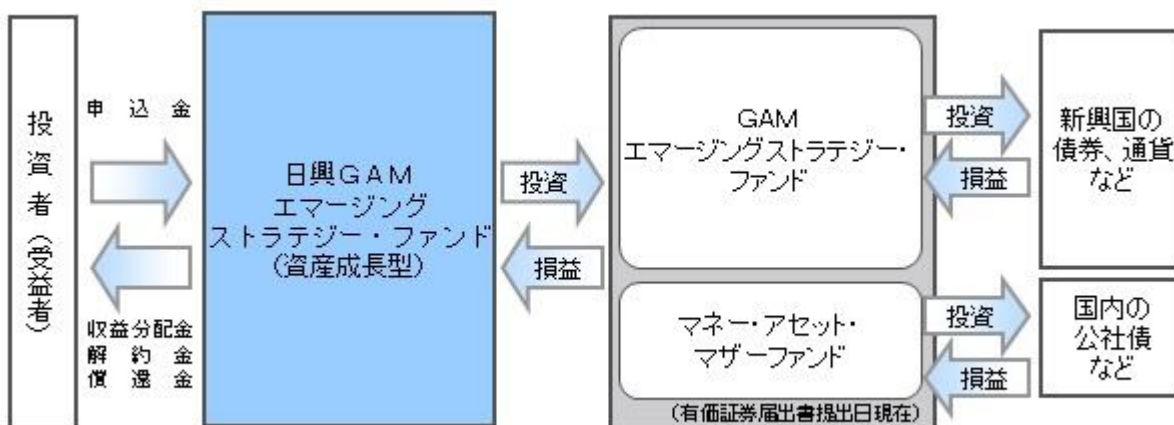 投資者(受益者)
申込金
収益分配金
解約金
償還金
日興GAM
エマージング
ストラテジー・ファンド
(資産成長型)
投資
損益
GAM
エマージングストラテジー・
ファンド
マネー・アセット・
マザーファンド
(有価証券届出書提出日現在)
投資
損益
投資
損益
新興国の
債券、通貨
など
国内の
公社債
など